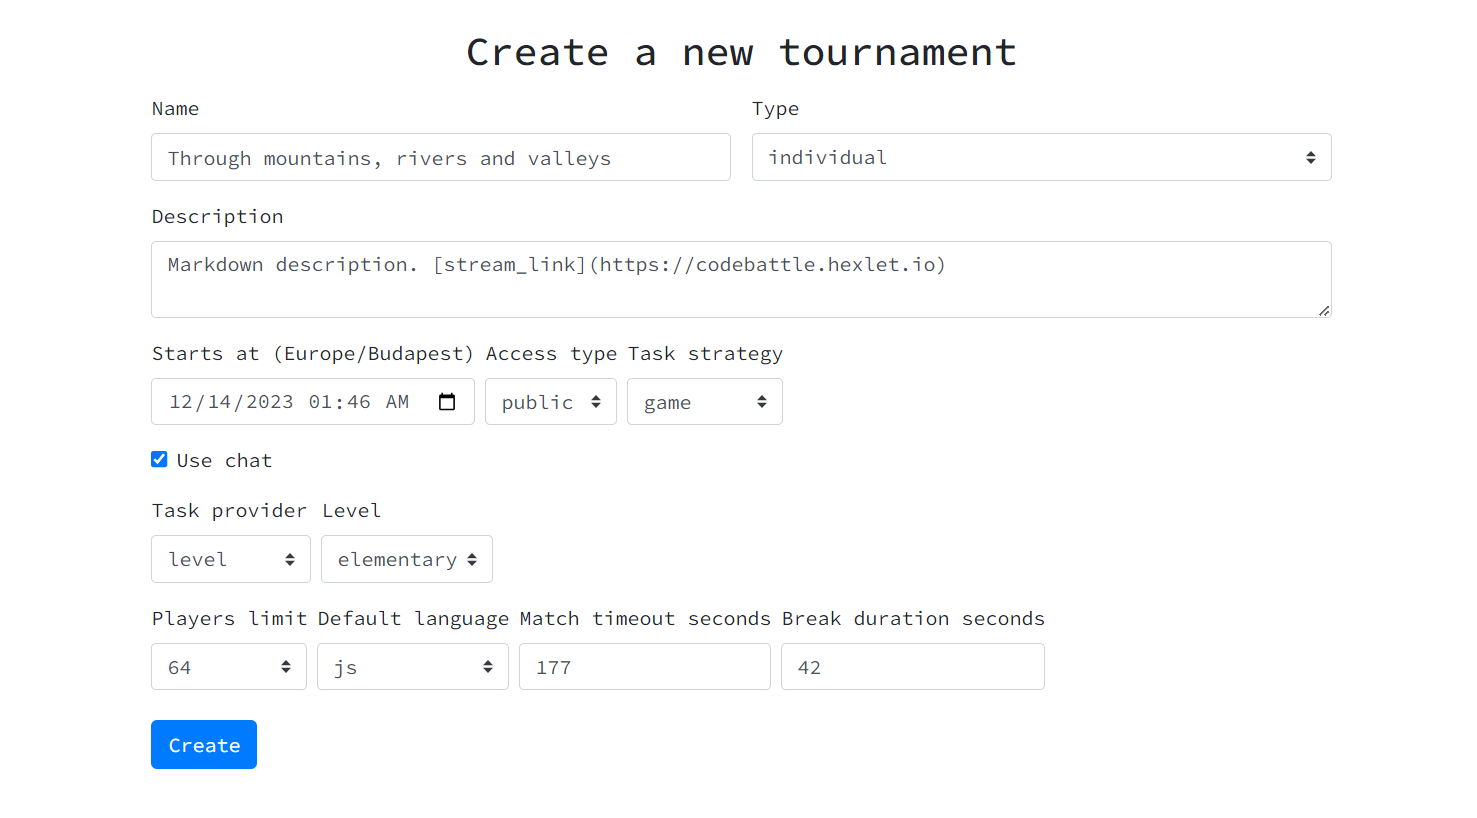 Create a new tournament
Name Type
Through mountains, rivers and valleys individual
Description
Markdown description. [stream_link](https://codebattle.hexlet.io)
Starts at (Europe/Budapest) Access type Task strategy
12/14/2023 01:46 AM public game
Use chat
Task provider Level
level elementary
Players limit Default language Match timeout seconds Break duration seconds
64 js 177 42
Create